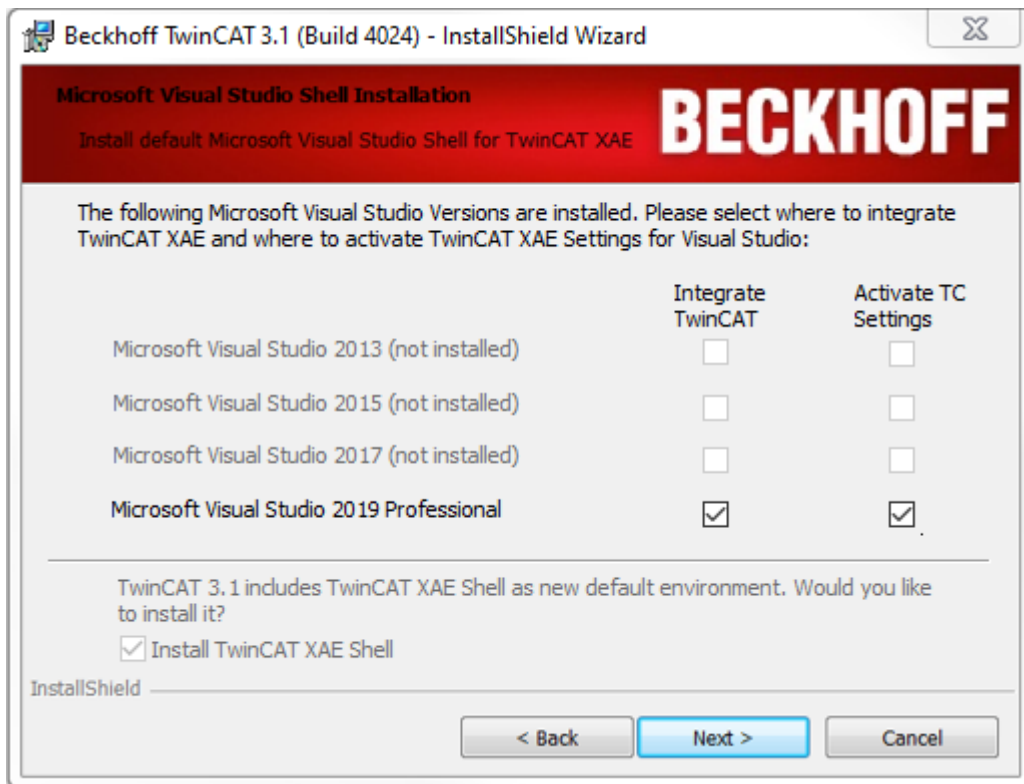 Beckhoff TwinCAT 3.1 (Build 4024) - InstallShield Wizard
Microsoft Visual Studio Shell Installation
Install default Microsoft Visual Studio Shell for TwinCAT XAE
BECKHOFF
The following Microsoft Visual Studio Versions are installed. Please select where to integrate
TwinCAT XAE and where to activate TwinCAT XAE Settings for Visual Studio:
Integrate
TwinCAT
Activate TC
Settings
Microsoft Visual Studio 2013 (not installed)
Microsoft Visual Studio 2015 (not installed)
Microsoft Visual Studio 2017 (not installed)
Microsoft Visual Studio 2019 Professional
.
TwinCAT 3.1 includes TwinCAT XAE Shell as new default environment. Would you like
to install it?
Install TwinCAT XAE Shell
InstallShield
< Back
Next >
Cancel